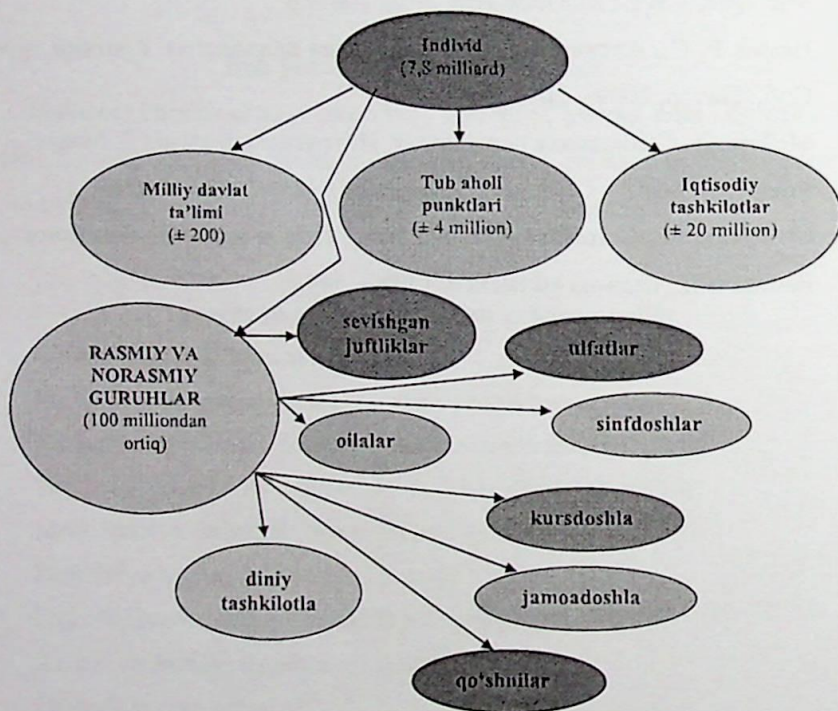 Individ
(7,8 milliard)
Milliy davlat
ta'limi
(± 200)
Tub aholi
punktlari
(± 4 million)
Iqtisodiy
tashkilotlar
(± 20 million)
RASMIY VA
NORASMIY
GURUHLAR
(100 milliondan
ortiq)
sevishgan
juftliklar
ulfatlar
oilalar
sinfdoshlar
kursdoshla
diniy
tashkilotla
jamoadoshla
qo'shnilar